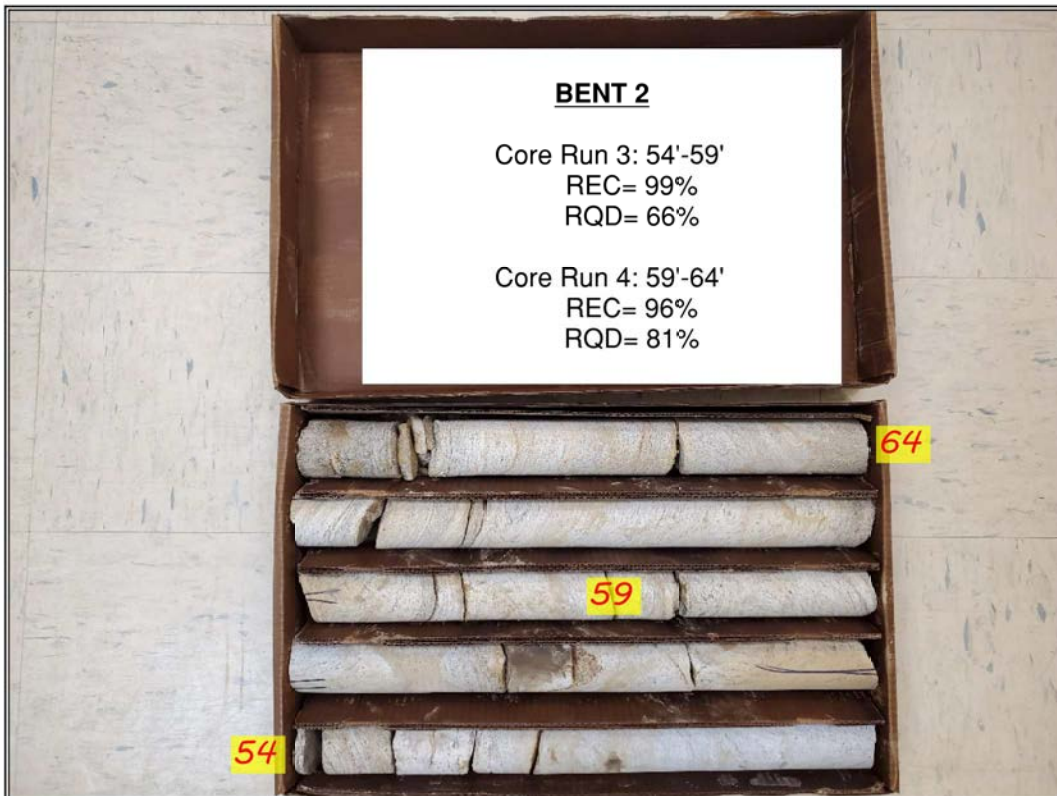 BENT 2
Core Run 3: 54'-59'
REC= 99%
RQD= 66%
Core Run 4: 59'-64'
REC= 96%
RQD= 81%
64
59
54